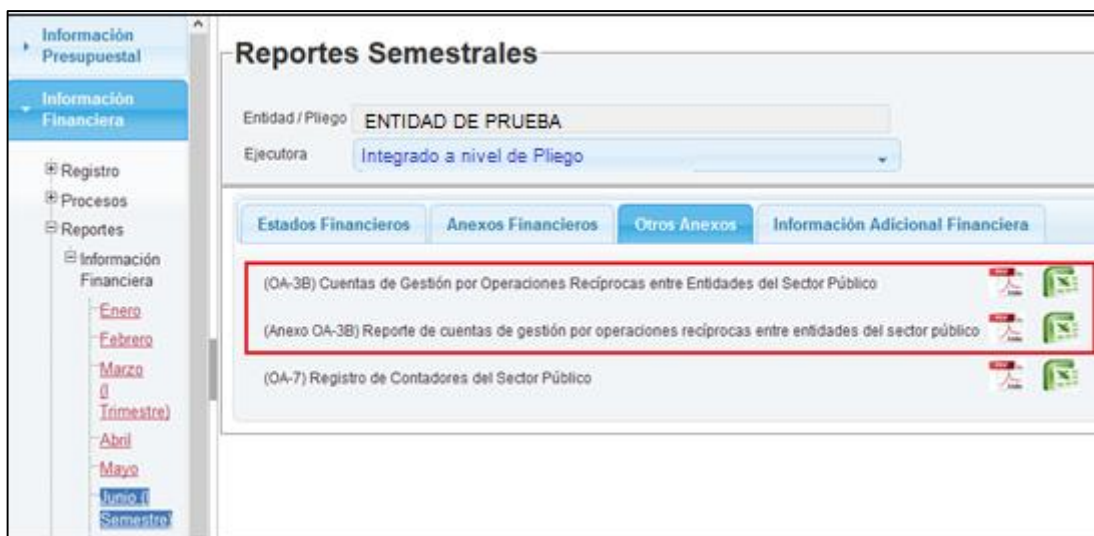 Información
Presupuestal
Información
Financiera
Registro
Procesos
Reportes
Información
Financiera
Enero
Febrero
Marzo
(I
Trimestre)
Abril
Mayo
Junio (I
Semestre)
Reportes Semestrales
Entidad / Pliego ENTIDAD DE PRUEBA
Ejecutora Integrado a nivel de Pliego
Estados Financieros Anexos Financieros Otros Anexos Información Adicional Financiera
(OA-3B) Cuentas de Gestión por Operaciones Recíprocas entre Entidades del Sector Público
(Anexo OA-3B) Reporte de cuentas de gestión por operaciones recíprocas entre entidades del sector público
(OA-7) Registro de Contadores del Sector Público